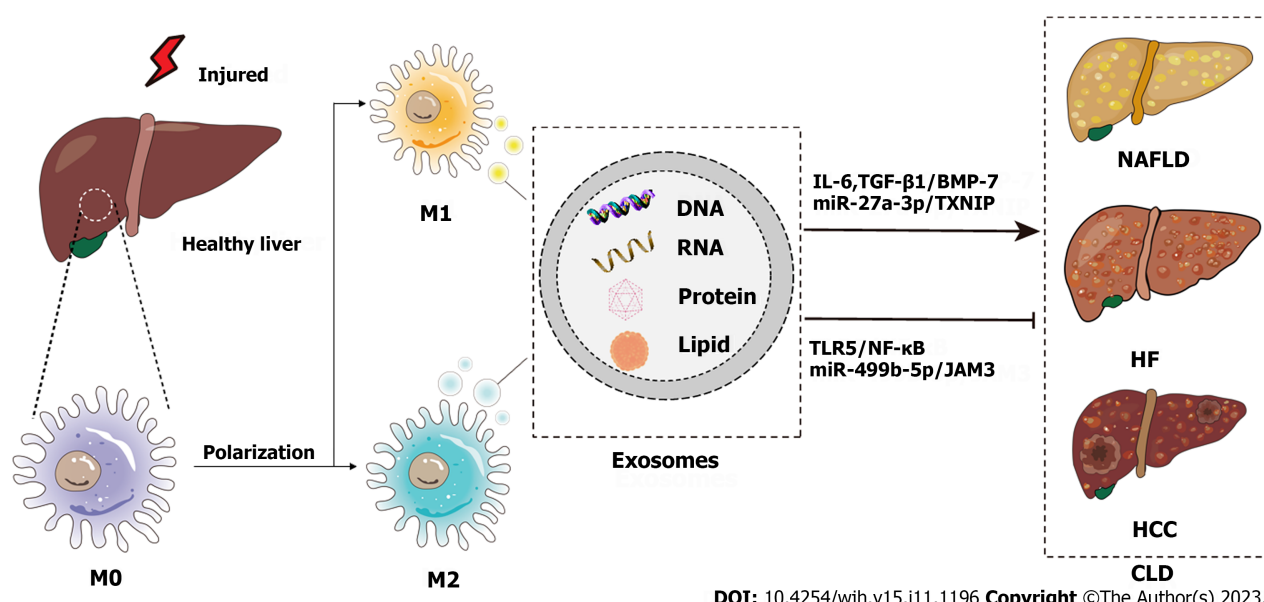 Injured
Healthy liver
M0
Polarization
M1
M2
DNA
RNA
Protein
Lipid
Exosomes
IL-6,TGF-β1/BMP-7
miR-27a-3p/TXNIP
TLR5/NF-κB
miR-499b-5p/JAM3
NAFLD
HF
HCC
CLD
DOI: 10.4254/wjh.v15.i11.1196 Copyright ©The Author(s) 2023.